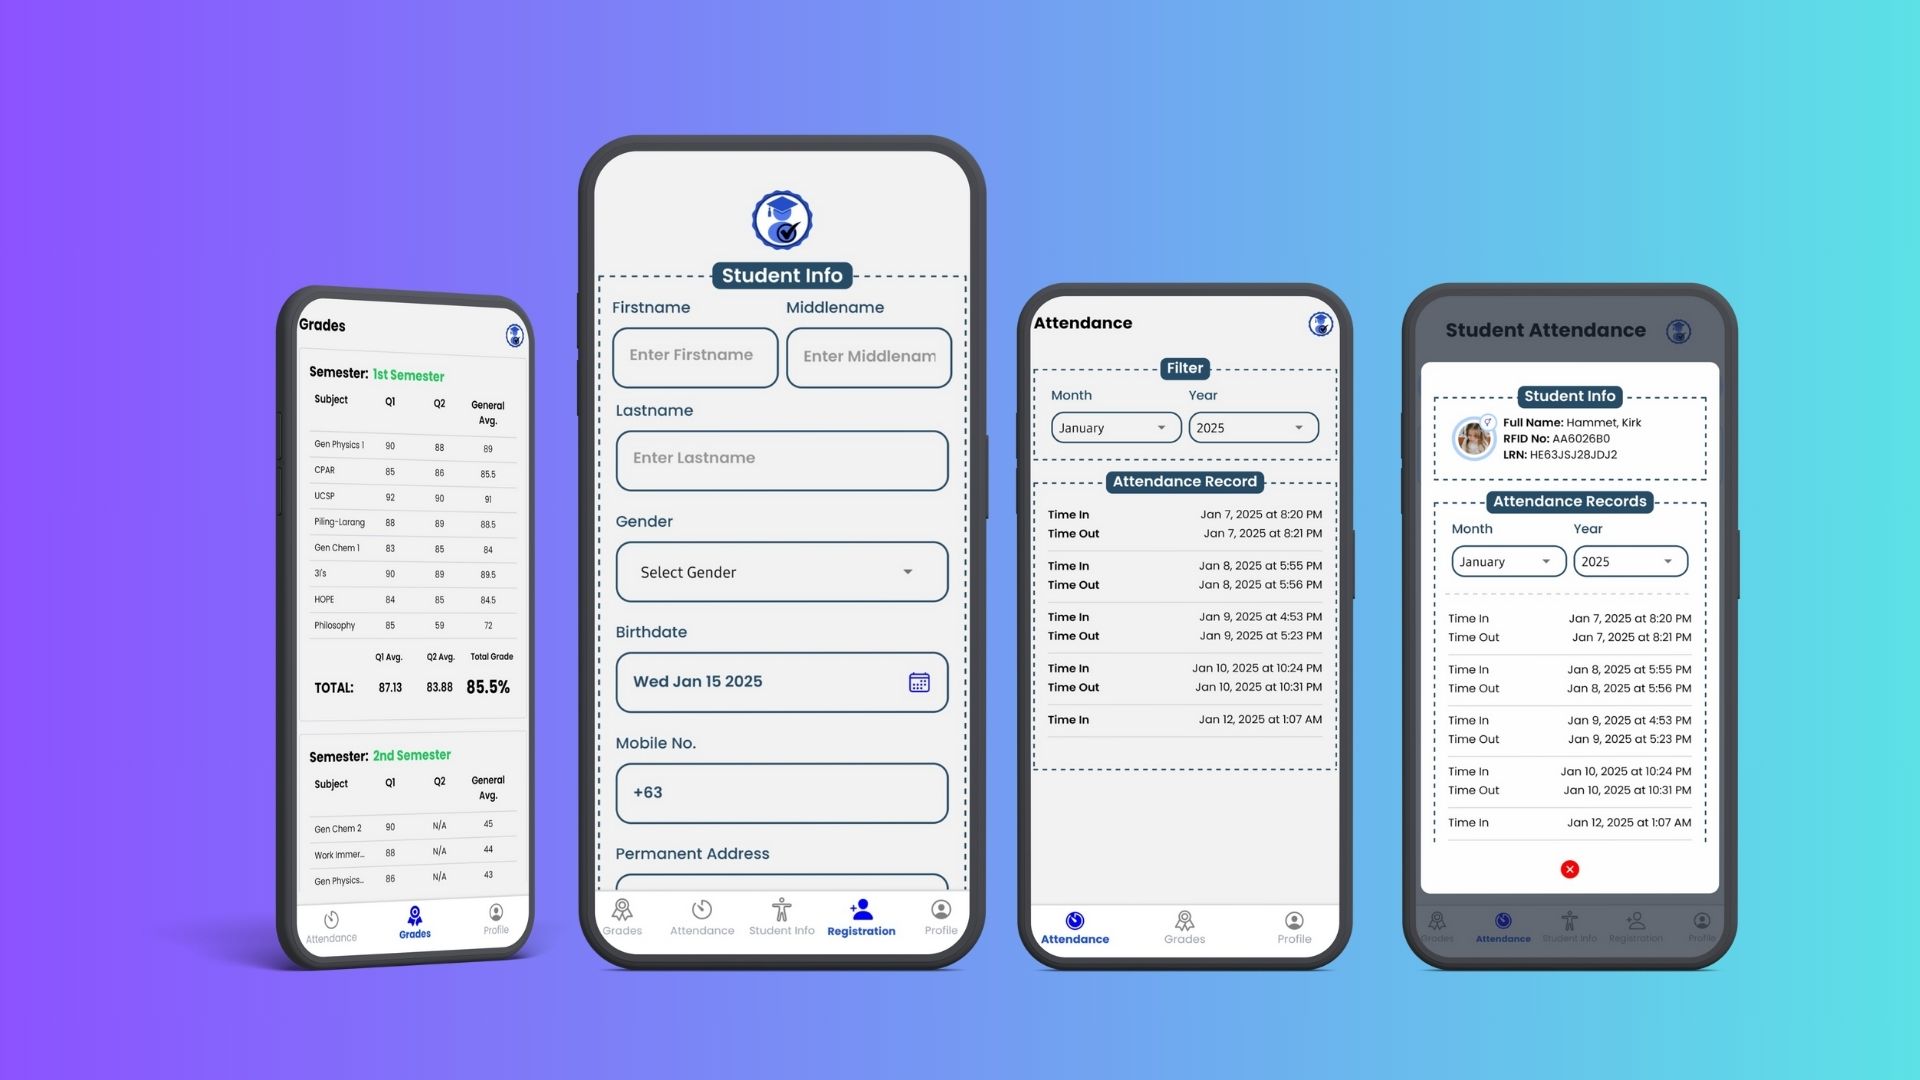 Grades
Semester: 1st Semester
Subject Q1 Q2 General Avg.
Gen Physics 1 90 88 89
CPAR 85 86 85.5
UCSP 92 90 91
Piling-Larang 88 89 88.5
Gen Chem 1 83 85 84
3I's 90 89 89.5
HOPE 84 85 84.5
Philosophy 85 59 72
Q1 Avg. Q2 Avg. Total Grade
TOTAL: 87.13 83.88 85.5%
Semester: 2nd Semester
Subject Q1 Q2 General Avg.
Gen Chem 2 90 N/A 45
Work Immer... 88 N/A 44
Gen Physics... 86 N/A 43
Attendance Grades Profile
Student Info
Firstname Middlename
Enter Firstname Enter Middlenam
Lastname
Enter Lastname
Gender
Select Gender
Birthdate
Wed Jan 15 2025
Mobile No.
+63
Permanent Address
Grades Attendance Student Info Registration Profile
Attendance
Filter
Month Year
January 2025
Attendance Record
Time In Jan 7, 2025 at 8:20 PM
Time Out Jan 7, 2025 at 8:21 PM
Time In Jan 8, 2025 at 5:55 PM
Time Out Jan 8, 2025 at 5:56 PM
Time In Jan 9, 2025 at 4:53 PM
Time Out Jan 9, 2025 at 5:23 PM
Time In Jan 10, 2025 at 10:24 PM
Time Out Jan 10, 2025 at 10:31 PM
Time In Jan 12, 2025 at 1:07 AM
Attendance Grades Profile
Student Attendance
Student Info
Full Name: Hammet, Kirk
RFID No: AA6026B0
LRN: HE63JSJ28JDJ2
Attendance Records
Month Year
January 2025
Time In Jan 7, 2025 at 8:20 PM
Time Out Jan 7, 2025 at 8:21 PM
Time In Jan 8, 2025 at 5:55 PM
Time Out Jan 8, 2025 at 5:56 PM
Time In Jan 9, 2025 at 4:53 PM
Time Out Jan 9, 2025 at 5:23 PM
Time In Jan 10, 2025 at 10:24 PM
Time Out Jan 10, 2025 at 10:31 PM
Time In Jan 12, 2025 at 1:07 AM
Grades Attendance Student Info Registration Profile